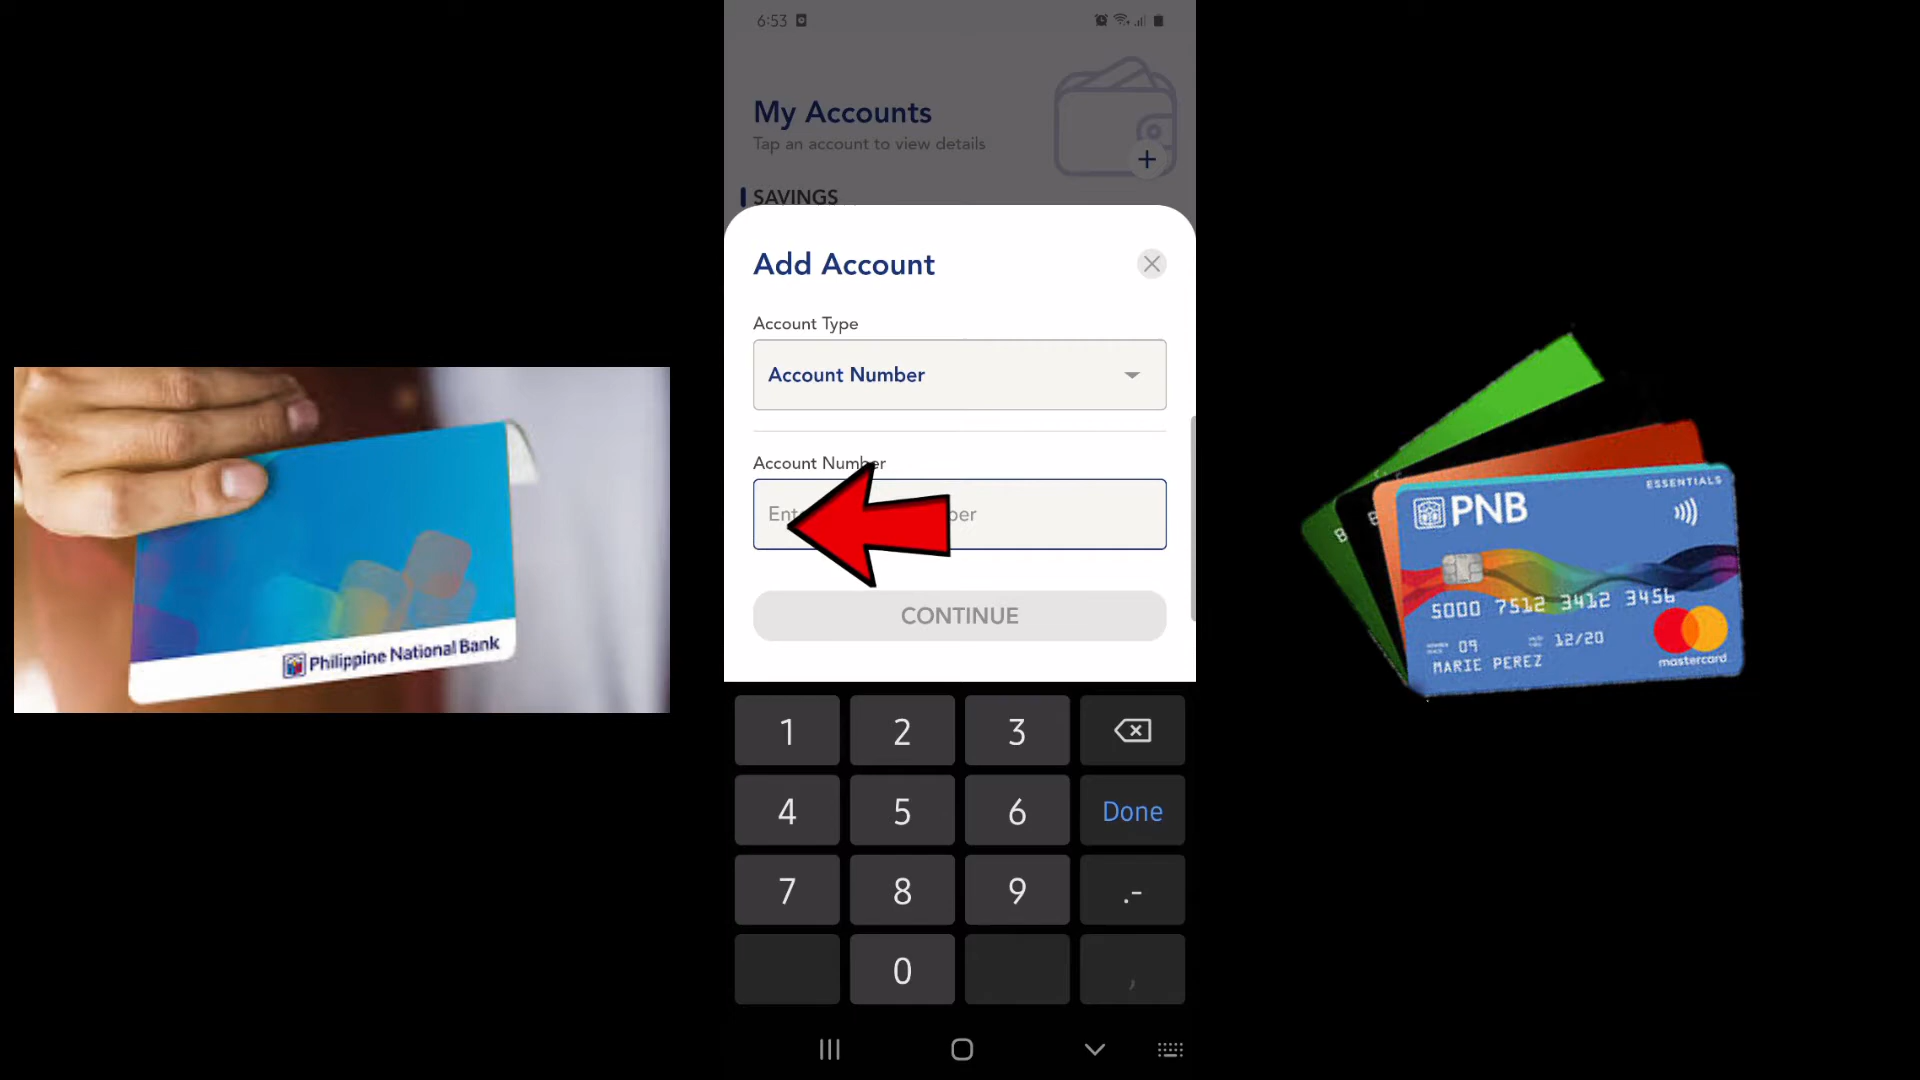 6:53
My Accounts
Tap an account to view details
SAVINGS
Add Account
Account Type
Account Number
Account Number
CONTINUE
1 2 3
4 5 6 Done
7 8 9 .-
0 ,
Philippine National Bank
ESSENTIALS
PNB
5000 7512 3412 3456
09 12/20
MARIE PEREZ
mastercard